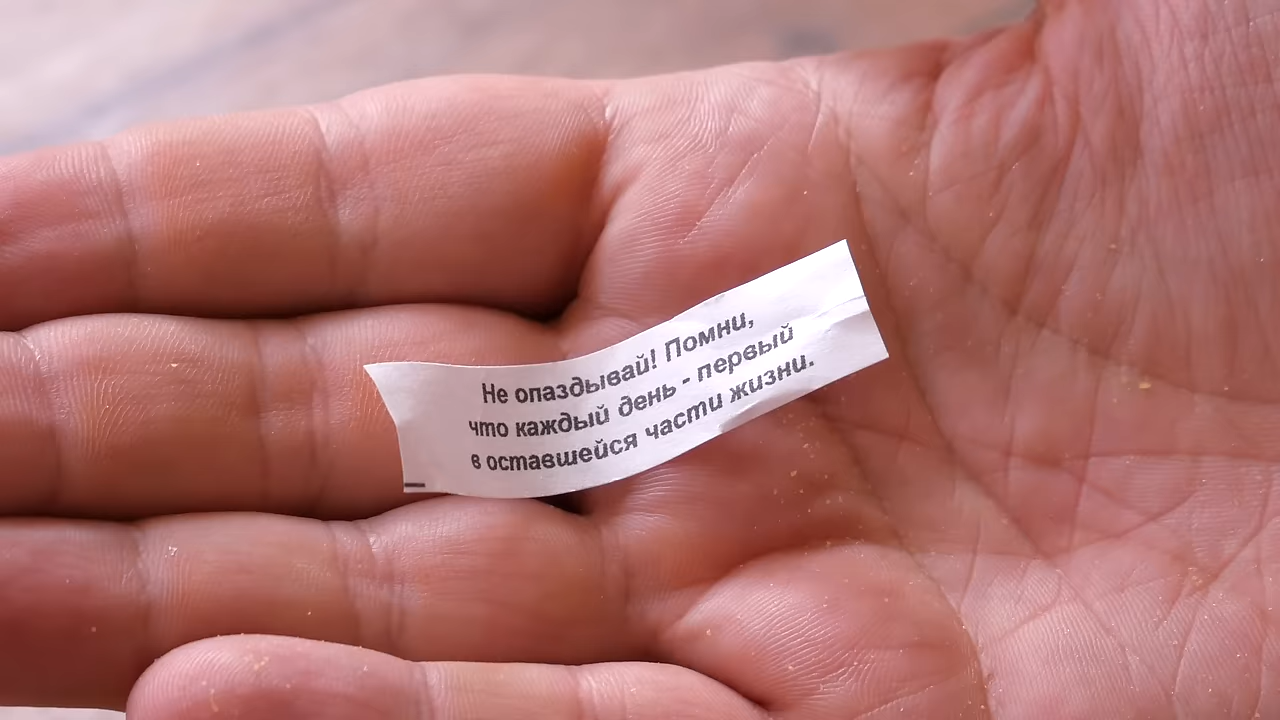 Не опаздывай! Помни,
что каждый день - первый
в оставшейся части жизни.